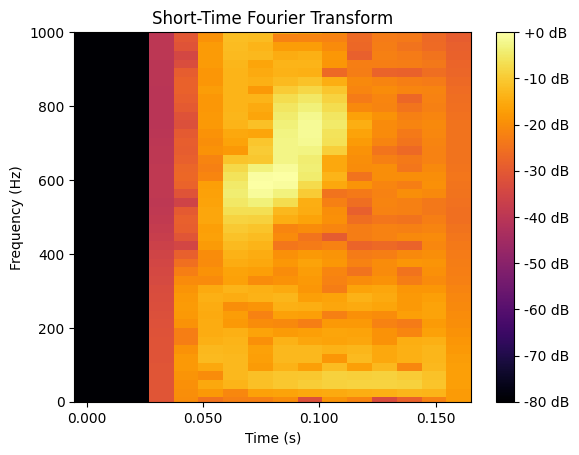 Short-Time Fourier Transform
1000
800
600
400
200
0
Frequency (Hz)
0.000
0.050
0.100
0.150
Time (s)
+0 dB
-10 dB
-20 dB
-30 dB
-40 dB
-50 dB
-60 dB
-70 dB
-80 dB